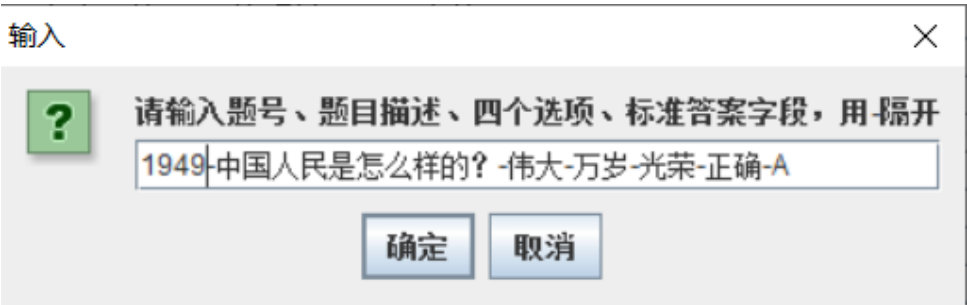 输入
?
请输入题号、题目描述、四个选项、标准答案字段，用-隔开
1949-中国人民是怎么样的？-伟大-万岁-光荣-正确-A
确定 取消